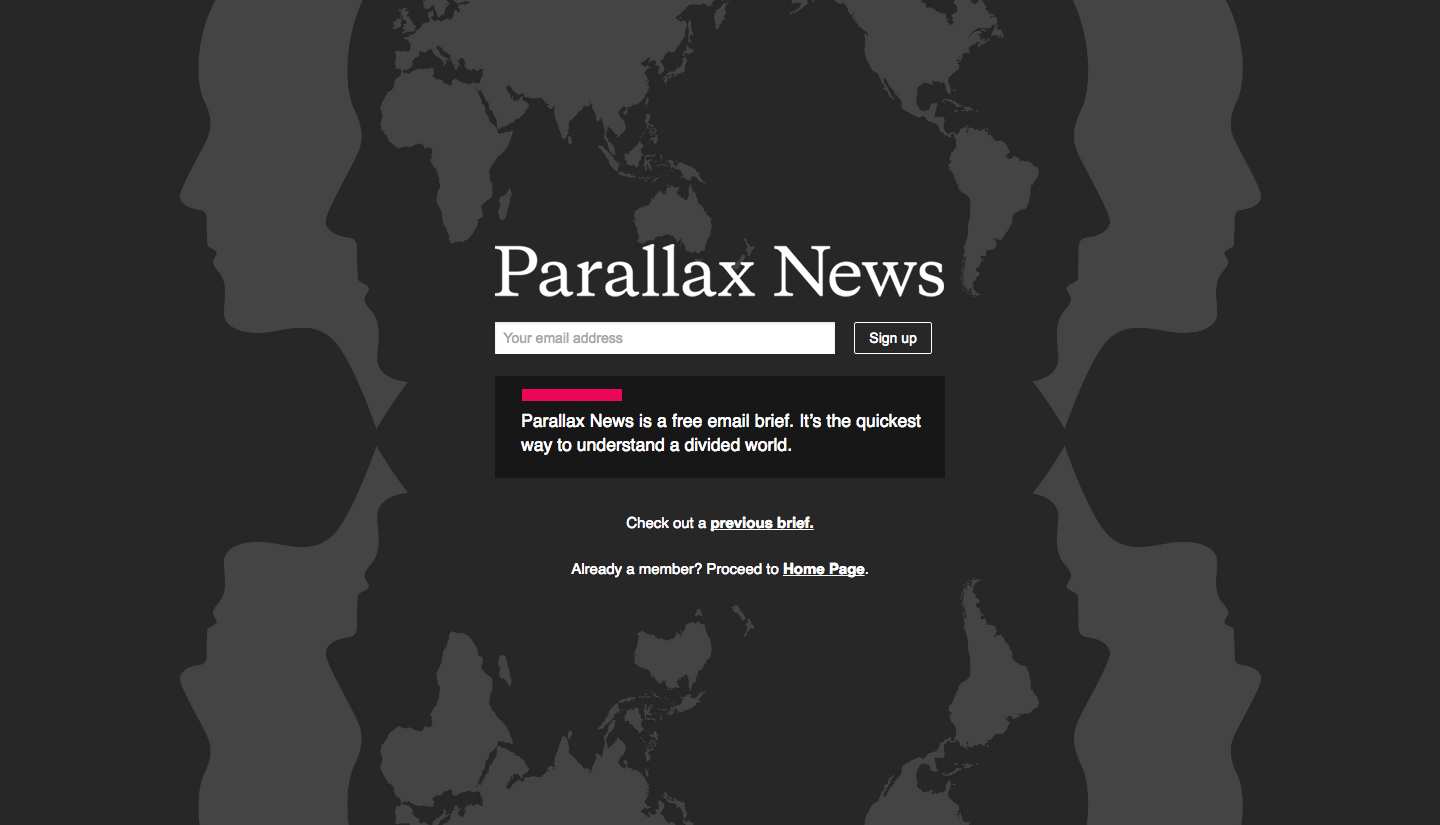 Parallax News
Your email address
Sign up
Parallax News is a free email brief. It’s the quickest
way to understand a divided world.
Check out a previous brief.
Already a member? Proceed to Home Page.